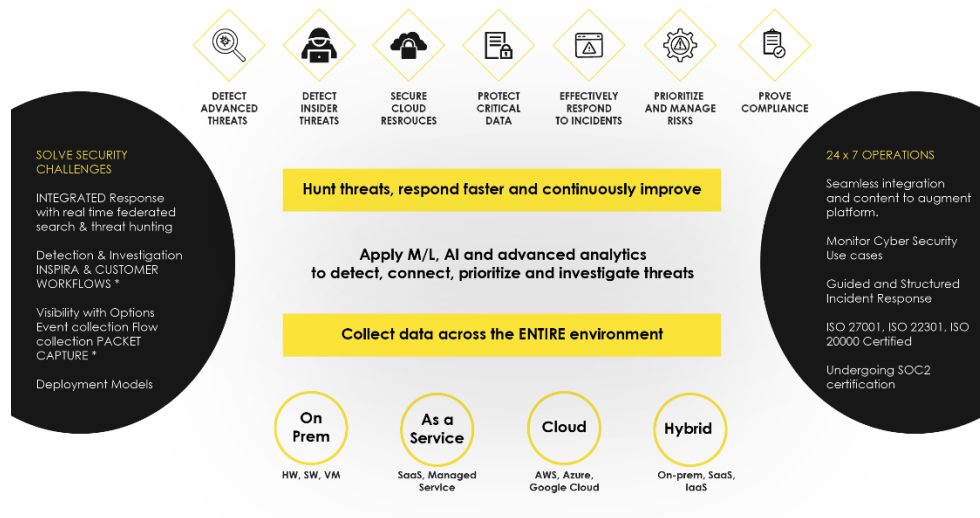 DETECT
ADVANCED
THREATS
DETECT
INSIDER
THREATS
SECURE
CLOUD
RESROUCES
PROTECT
CRITICAL
DATA
EFFECTIVELY
RESPOND
TO INCIDENTS
PRIORITIZE
AND MANAGE
RISKS
PROVE
COMPLIANCE
SOLVE SECURITY
CHALLENGES
INTEGRATED Response
with real time federated
search & threat hunting
Detection & Investigation
INSPIRA & CUSTOMER
WORKFLOWS *
Visibility with Options
Event collection Flow
collection PACKET
CAPTURE *
Deployment Models
Hunt threats, respond faster and continuously improve
Apply M/L, AI and advanced analytics
to detect, connect, prioritize and investigate threats
Collect data across the ENTIRE environment
On
Prem
HW, SW, VM
As a
Service
SaaS, Managed
Service
Cloud
AWS, Azure,
Google Cloud
Hybrid
On-prem, SaaS,
IaaS
24 x 7 OPERATIONS
Seamless integration
and content to augment
platform.
Monitor Cyber Security
Use cases
Guided and Structured
Incident Response
ISO 27001, ISO 22301, ISO
20000 Certified
Undergoing SOC2
certification